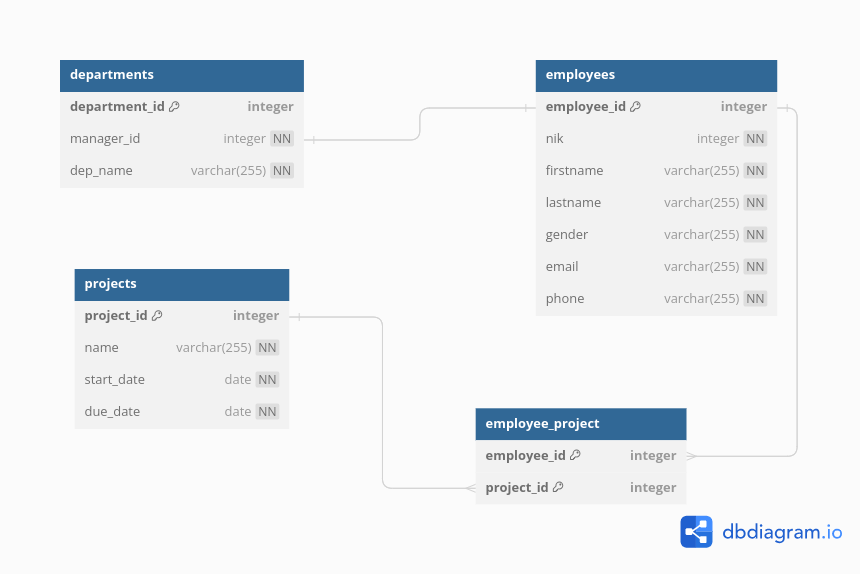 departments
department_id integer
manager_id integer NN
dep_name varchar(255) NN
employees
employee_id integer
nik integer NN
firstname varchar(255) NN
lastname varchar(255) NN
gender varchar(255) NN
email varchar(255) NN
phone varchar(255) NN
projects
project_id integer
name varchar(255) NN
start_date date NN
due_date date NN
employee_project
employee_id integer
project_id integer
dbdiagram.io